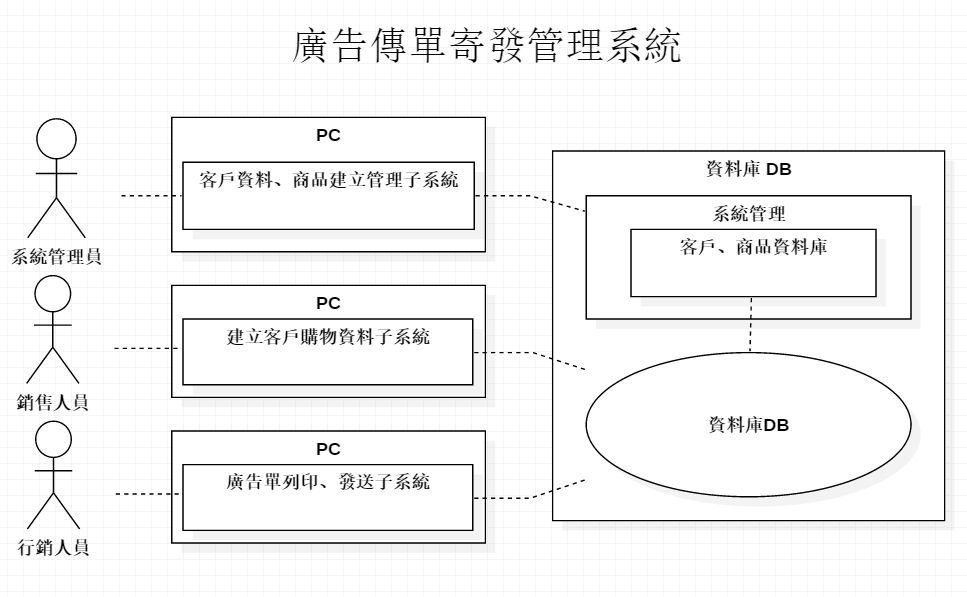 廣告傳單寄發管理系統
PC
客戶資料、商品建立管理子系統
系統管理員
PC
建立客戶購物資料子系統
銷售人員
PC
廣告單列印、發送子系統
行銷人員
資料庫 DB
系統管理
客戶、商品資料庫
資料庫DB